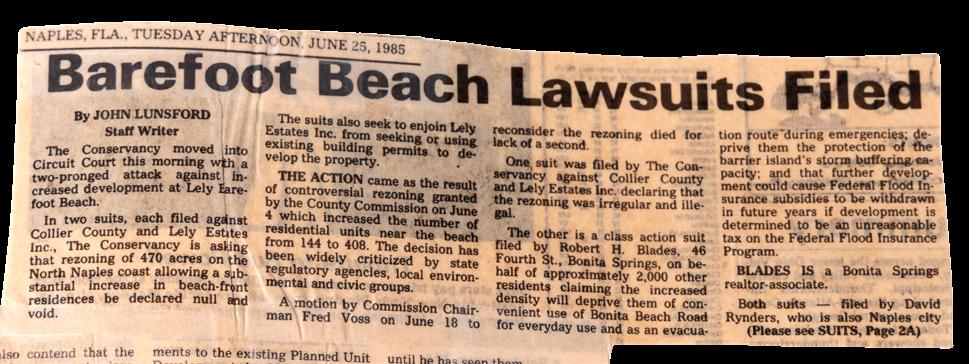 NAPLES, FLA., TUESDAY AFTERNOON, JUNE 25, 1985
Barefoot Beach Lawsuits Filed
By JOHN LUNSFORD
Staff Writer
The Conservancy moved into
Circuit Court this morning with a
two-pronged attack against in-
creased development at Lely Bare-
foot Beach.
In two suits, each filed against
Collier County and Lely Estates
Inc., The Conservancy is asking
that rezoning of 470 acres on the
North Naples coast allowing a sub-
stantial increase in beach-front
residences be declared null and
void.
The suits also seek to enjoin Lely
Estates Inc. from seeking or using
existing building permits to de-
velop the property.
THE ACTION came as the result
of controversial rezoning granted
by the County Commission on June
4 which increased the number of
residential units near the beach
from 144 to 408. The decision has
been widely criticized by state
regulatory agencies, local environ-
mental and civic groups.
A motion by Commission Chair-
man Fred Voss on June 18 to
reconsider the rezoning died for
lack of a second.
One suit was filed by The Con-
servancy against Collier County
and Lely Estates Inc. declaring that
the rezoning was irregular and ille-
gal.
The other is a class action suit
filed by Robert H. Blades, 46
Fourth St., Bonita Springs, on be-
half of approximately 2,000 other
residents claiming the increased
density will deprive them of con-
venient use of Bonita Beach Road
for everyday use and as an evacua-
tion route during emergencies; de-
prive them the protection of the
barrier island's storm buffering ca-
pacity; and that further develop-
ment could cause Federal Flood In-
surance subsidies to be withdrawn
in future years if development is
determined to be an unreasonable
tax on the Federal Flood Insurance
Program.
BLADES IS a Bonita Springs
realtor-associate.
Both suits — filed by David
Rynders, who is also Naples city
(Please see SUITS, Page 2A)
also contend that the
ments to the existing Planned Unit
until he has seen them